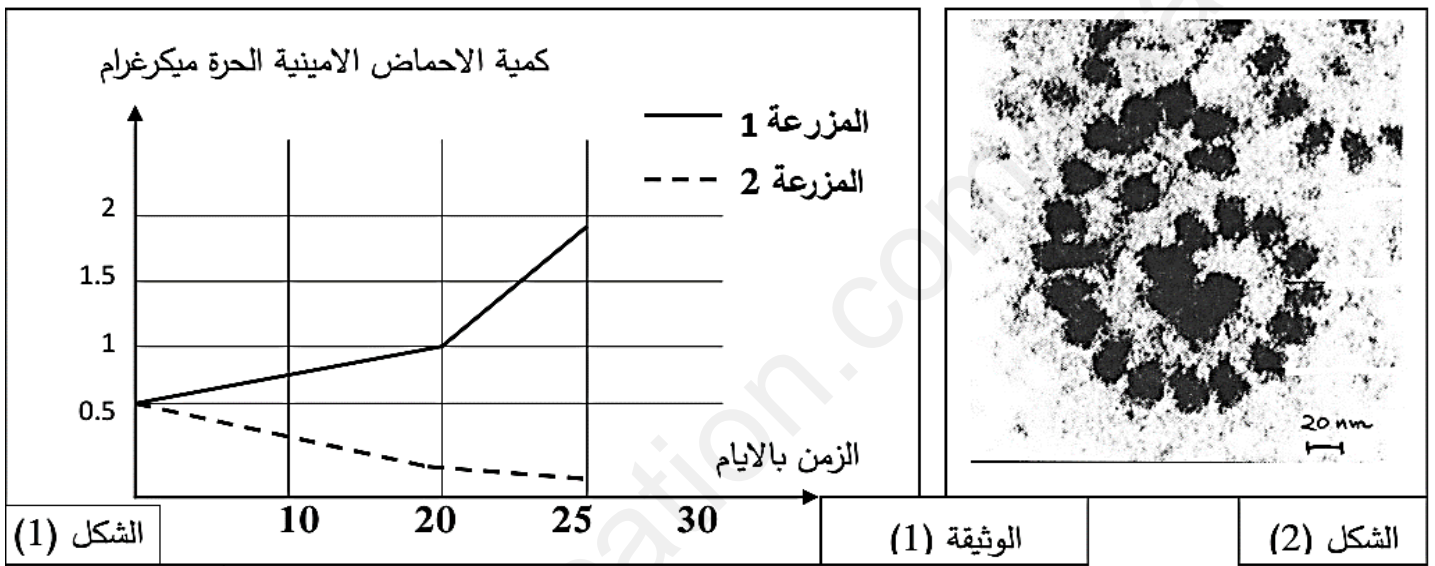 كمية الاحماض الامينية الحرة ميكرغرام
المزرعة 1
المزرعة 2
2
1.5
1
0.5
الزمن بالايام
10 20 25 30
الشكل (1)
الوثيقة (1)
20 nm
الشكل (2)